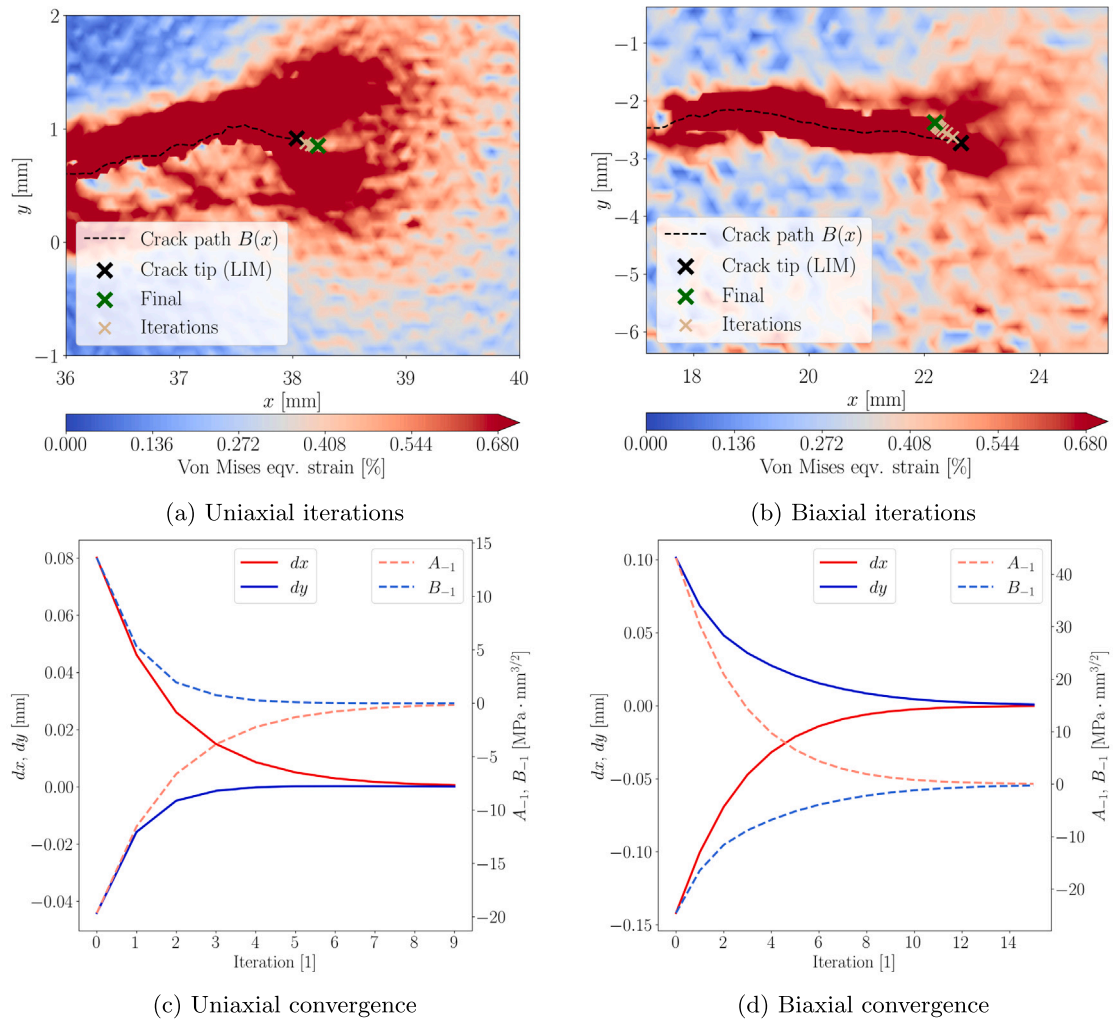 2
1
0
−1
y [mm]
36 37 38 39 40
x [mm]
Crack path B(x)
Crack tip (LIM)
Final
Iterations
0.000 0.136 0.272 0.408 0.544 0.680
Von Mises eqv. strain [%]
(a) Uniaxial iterations
−1
−2
−3
−4
−5
−6
y [mm]
18 20 22 24
x [mm]
Crack path B(x)
Crack tip (LIM)
Final
Iterations
0.000 0.136 0.272 0.408 0.544 0.680
Von Mises eqv. strain [%]
(b) Biaxial iterations
0.08
0.06
0.04
0.02
0.00
−0.02
−0.04
dx, dy [mm]
dx
dy
A₋₁
B₋₁
15
10
5
0
−5
−10
−15
−20
A₋₁, B₋₁ [MPa · mm³/²]
0 1 2 3 4 5 6 7 8 9
Iteration [1]
(c) Uniaxial convergence
0.10
0.05
0.00
−0.05
−0.10
−0.15
dx, dy [mm]
dx
dy
A₋₁
B₋₁
40
30
20
10
0
−10
−20
A₋₁, B₋₁ [MPa · mm³/²]
0 2 4 6 8 10 12 14
Iteration [1]
(d) Biaxial convergence